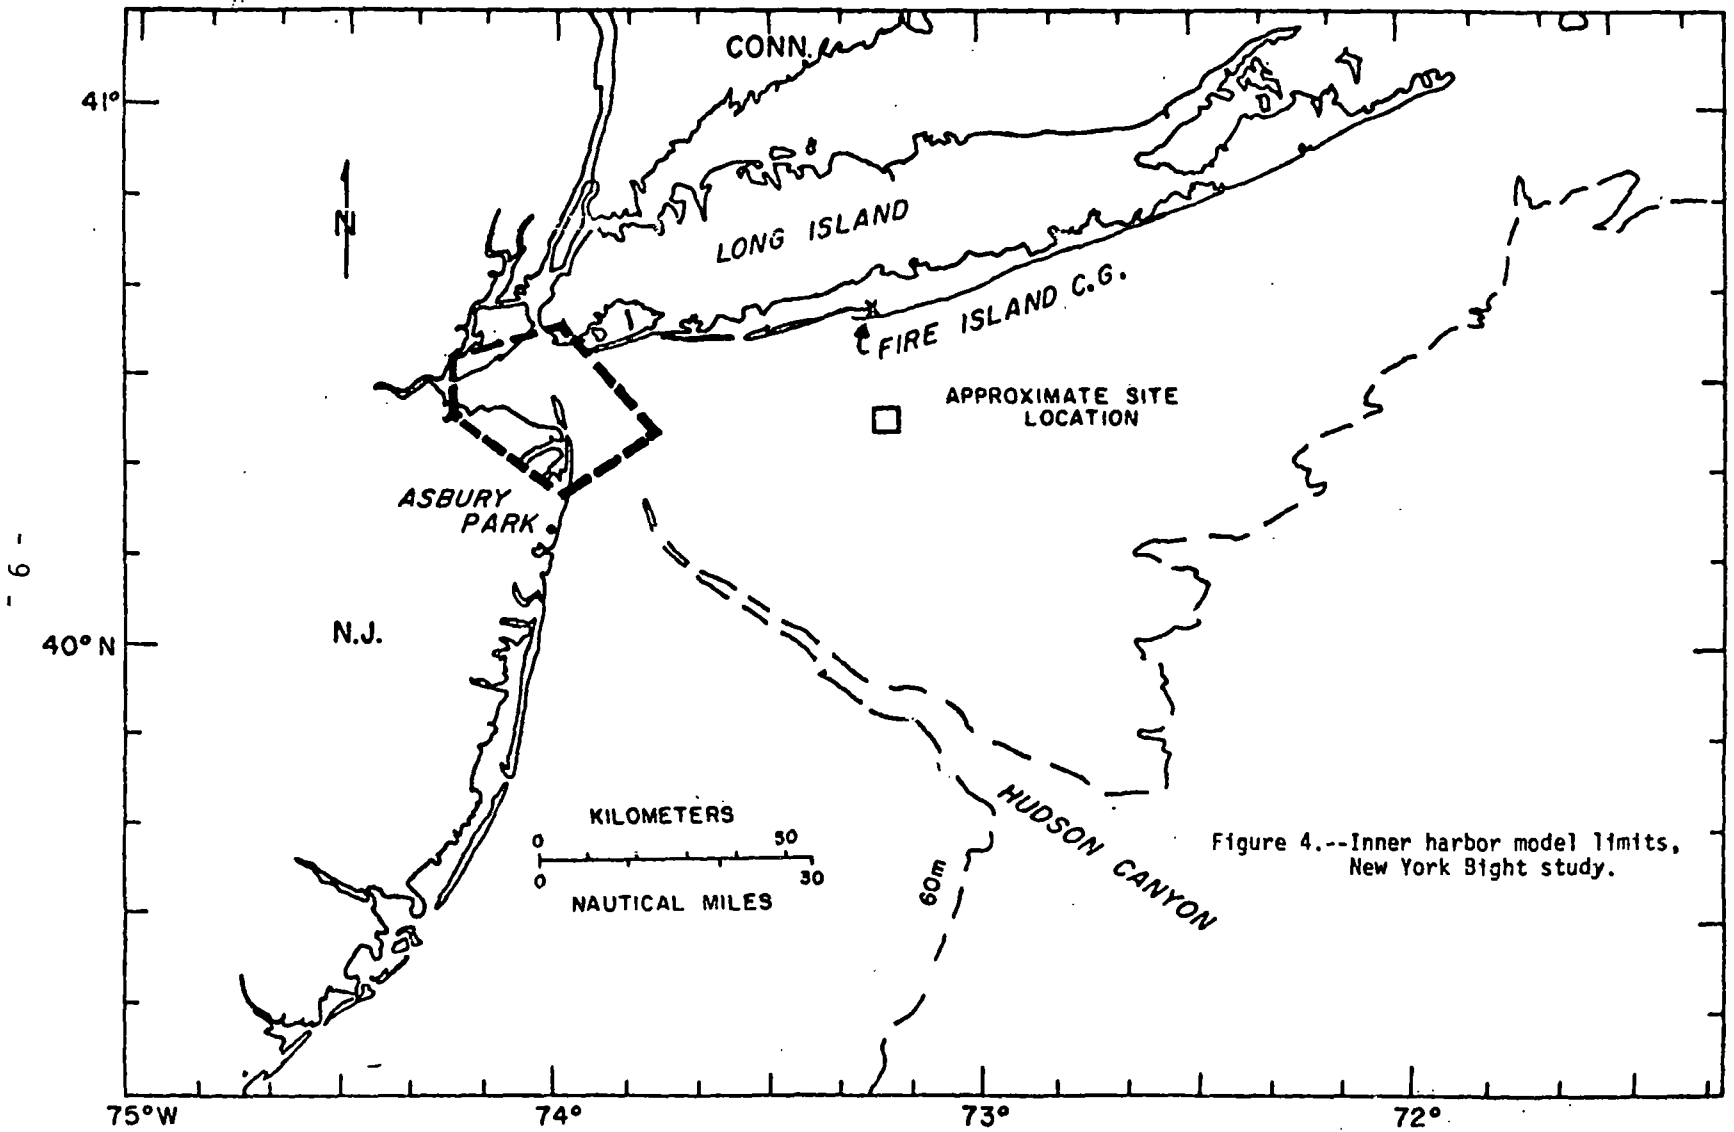 CONN.
41°
N
LONG ISLAND
FIRE ISLAND C.G.
APPROXIMATE SITE
LOCATION
ASBURY
PARK
- 6 -
N.J.
40° N
KILOMETERS
0 50
0 30
NAUTICAL MILES
HUDSON CANYON
60m
Figure 4.--Inner harbor model limits,
New York Bight study.
75°W 74° 73° 72°